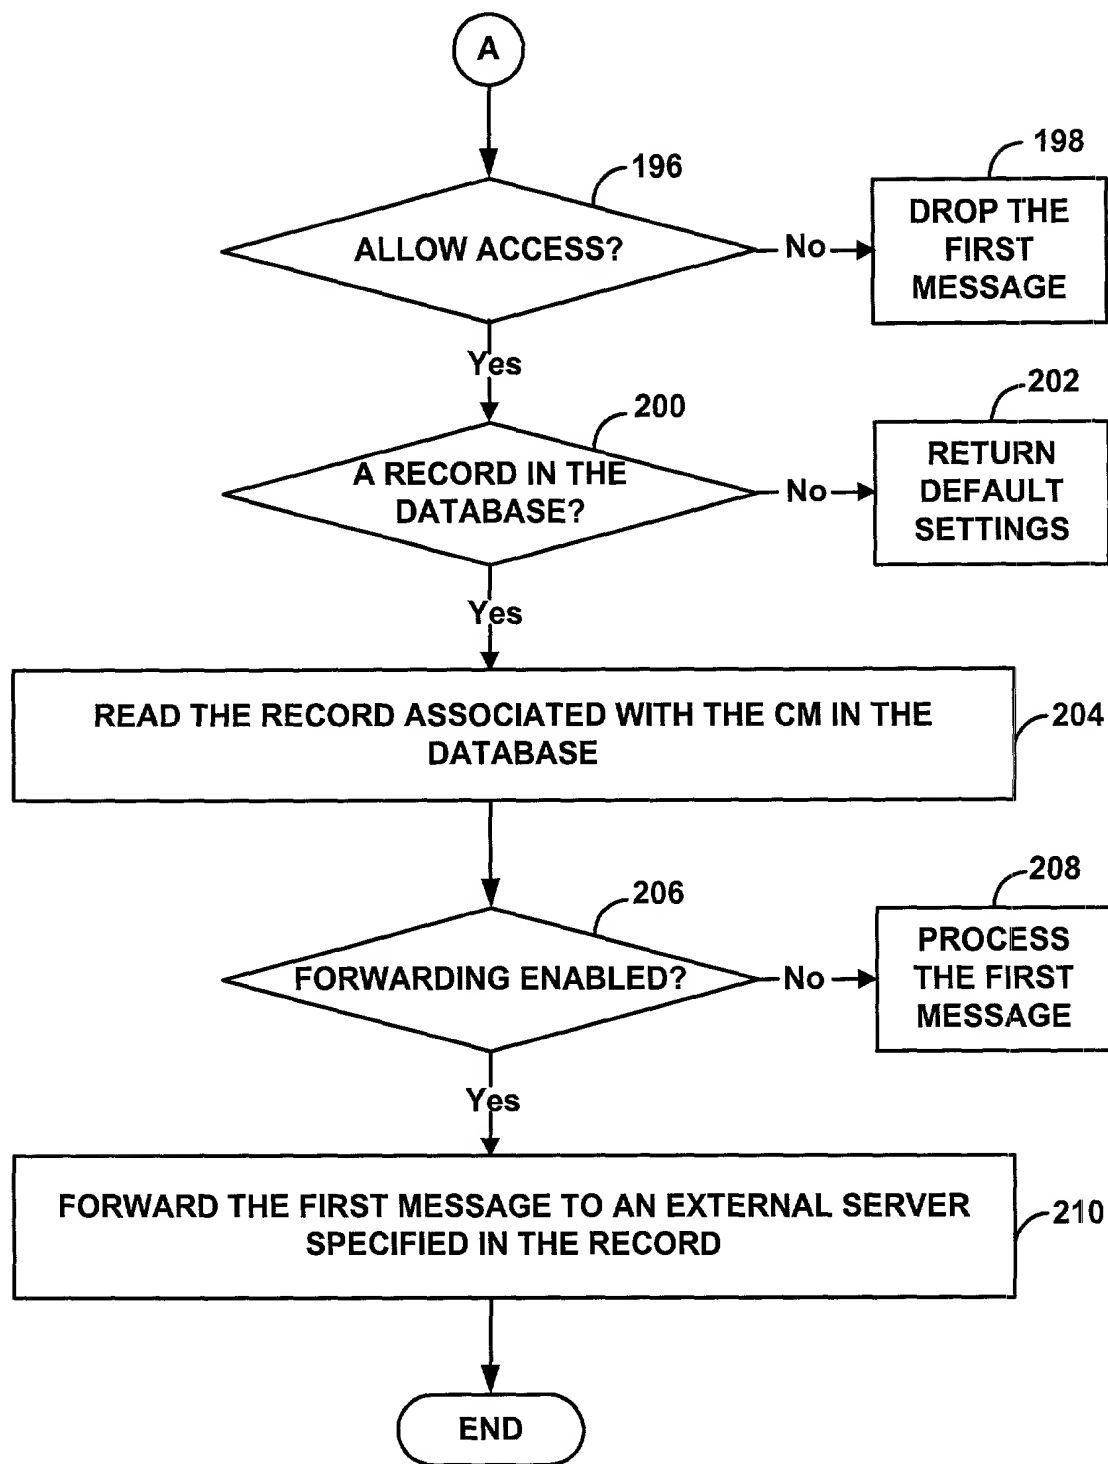 A
196
198
ALLOW ACCESS?
No
DROP THE
FIRST
MESSAGE
Yes
200
202
A RECORD IN THE
DATABASE?
No
RETURN
DEFAULT
SETTINGS
Yes
READ THE RECORD ASSOCIATED WITH THE CM IN THE
DATABASE
204
206
208
FORWARDING ENABLED?
No
PROCESS
THE FIRST
MESSAGE
Yes
FORWARD THE FIRST MESSAGE TO AN EXTERNAL SERVER
SPECIFIED IN THE RECORD
210
END